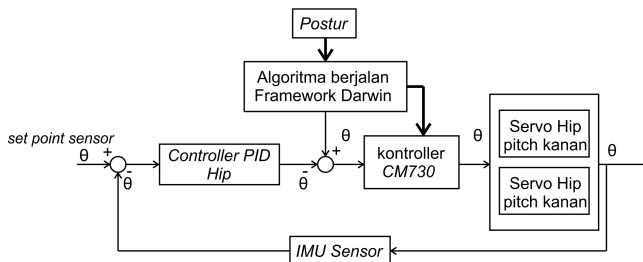 Postur
Algoritma berjalan
Framework Darwin
set point sensor
θ
+
-
θ
Controller PID
Hip
θ
+
-
θ
kontroller
CM730
θ
Servo Hip
pitch kanan
Servo Hip
pitch kanan
θ
IMU Sensor